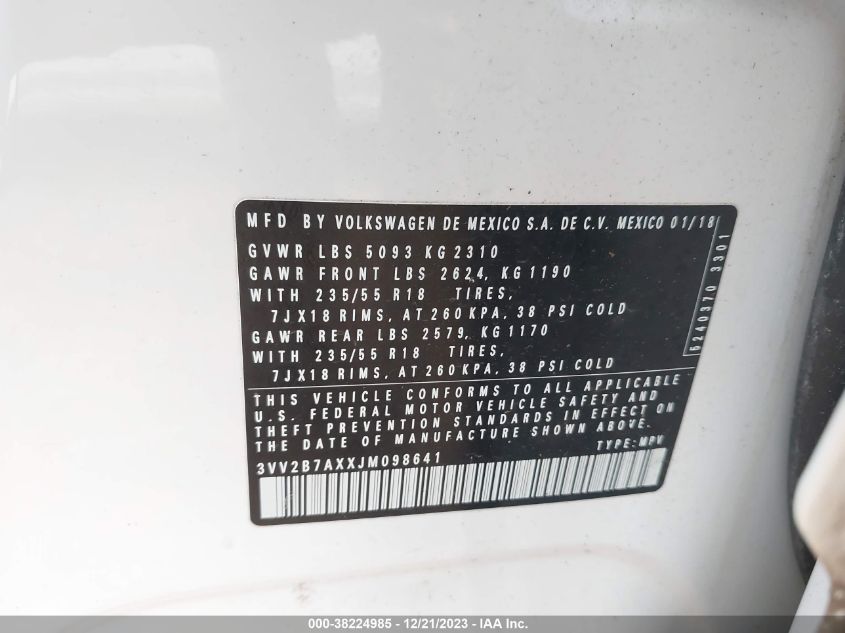 MFD BY VOLKSWAGEN DE MEXICO S.A. DE C.V. MEXICO 01/18
GVWR LBS 5093 KG 2310
GAWR FRONT LBS 2624, KG 1190
WITH 235/55 R18 TIRES,
7JX18 RIMS, AT 260 KPA, 38 PSI COLD
GAWR REAR LBS 2579, KG 1170
WITH 235/55 R18 TIRES,
7JX18 RIMS, AT 260 KPA, 38 PSI COLD
5240370 3301
THIS VEHICLE CONFORMS TO ALL APPLICABLE
U.S. FEDERAL MOTOR VEHICLE SAFETY AND
THEFT PREVENTION STANDARDS IN EFFECT ON
THE DATE OF MANUFACTURE SHOWN ABOVE.
TYPE: MPV
3VV2B7AXXJM098641
000-38224985 - 12/21/2023 - IAA Inc.